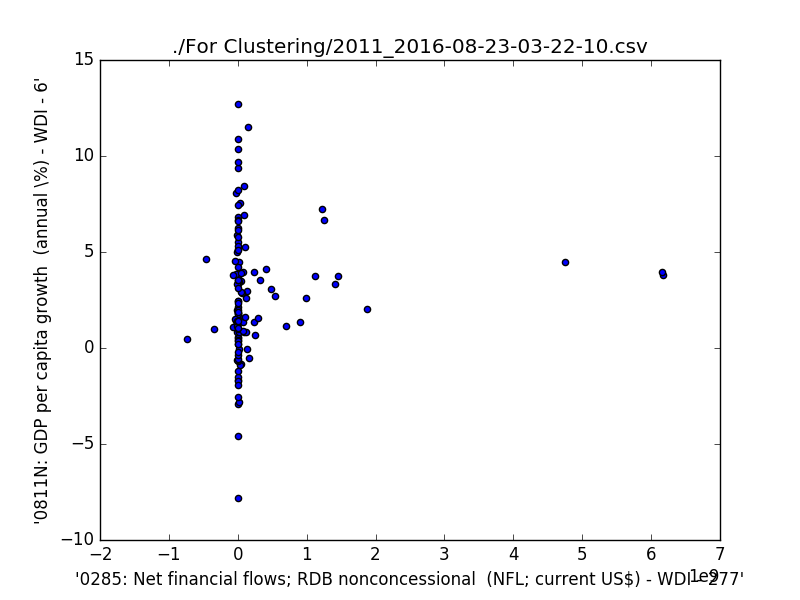 ./For Clustering/2011_2016-08-23-03-22-10.csv
15
10
5
0
−5
−10
'0811N: GDP per capita growth  (annual \%) - WDI - 6'
−2 −1 0 1 2 3 4 5 6 7
1e9
'0285: Net financial flows; RDB nonconcessional  (NFL; current US$) - WDI - 277'